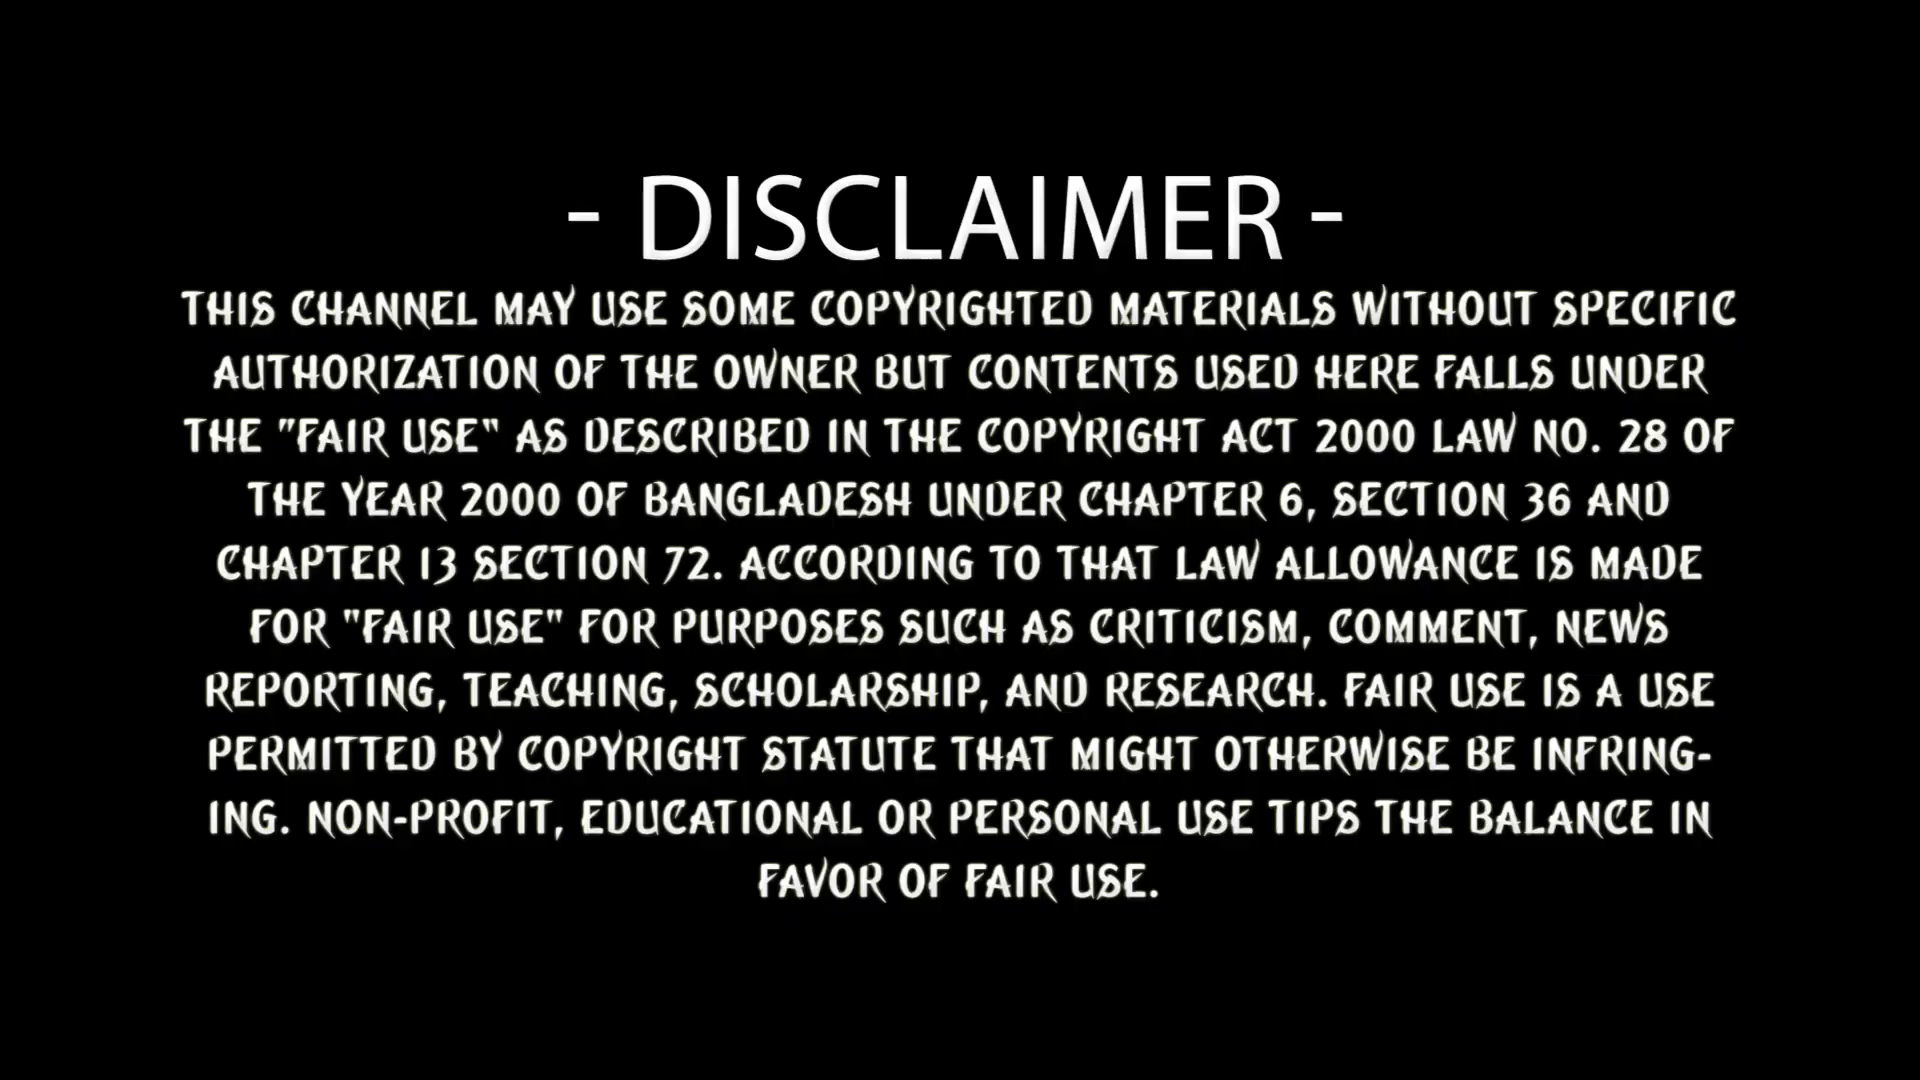 - DISCLAIMER -
THIS CHANNEL MAY USE SOME COPYRIGHTED MATERIALS WITHOUT SPECIFIC
AUTHORIZATION OF THE OWNER BUT CONTENTS USED HERE FALLS UNDER
THE "FAIR USE" AS DESCRIBED IN THE COPYRIGHT ACT 2000 LAW NO. 28 OF
THE YEAR 2000 OF BANGLADESH UNDER CHAPTER 6, SECTION 36 AND
CHAPTER 13 SECTION 72. ACCORDING TO THAT LAW ALLOWANCE IS MADE
FOR "FAIR USE" FOR PURPOSES SUCH AS CRITICISM, COMMENT, NEWS
REPORTING, TEACHING, SCHOLARSHIP, AND RESEARCH. FAIR USE IS A USE
PERMITTED BY COPYRIGHT STATUTE THAT MIGHT OTHERWISE BE INFRING-
ING. NON-PROFIT, EDUCATIONAL OR PERSONAL USE TIPS THE BALANCE IN
FAVOR OF FAIR USE.